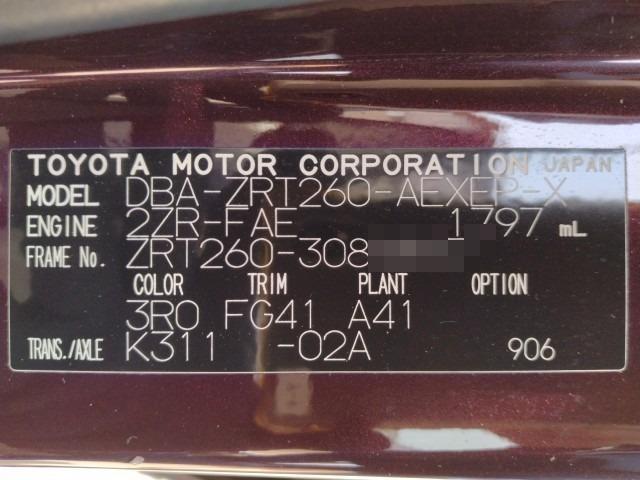 TOYOTA MOTOR CORPORATION JAPAN
MODEL DBA-ZRT260-AEXEP-X
ENGINE 2ZR-FAE 1797 mL
FRAME No. ZRT260-308
COLOR TRIM PLANT OPTION
3R0 FG41 A41
TRANS./AXLE K311 -02A 906